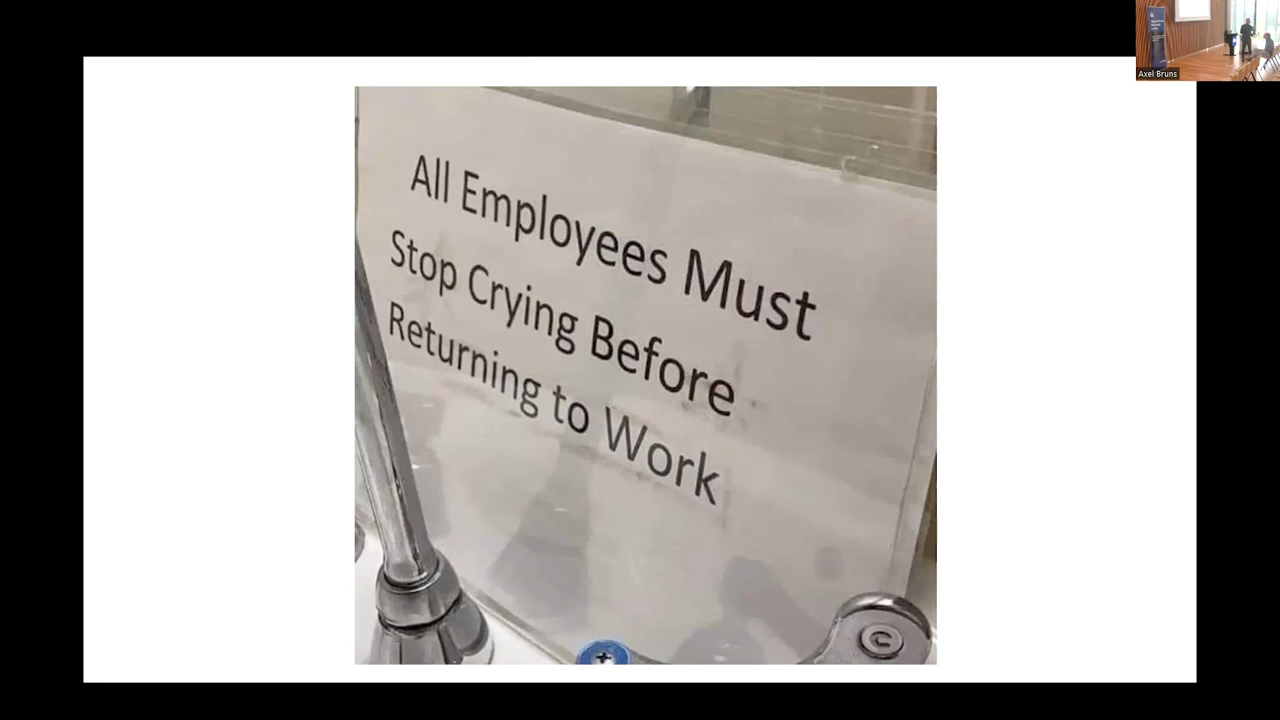 All Employees Must
Stop Crying Before
Returning to Work
C
Axel Bruns